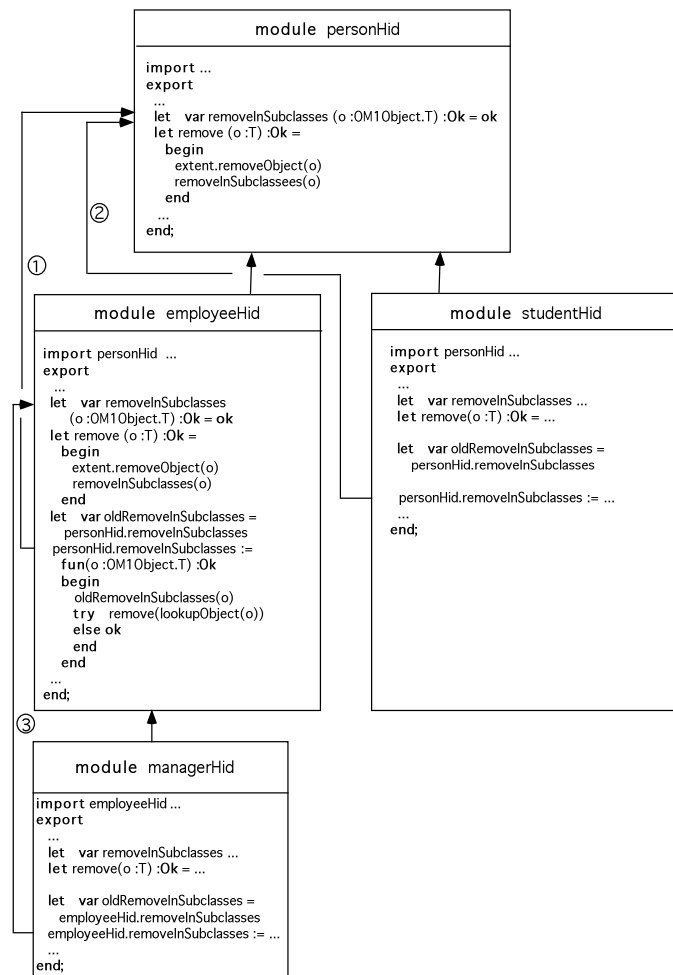 module personHid
import ...
export
...
let var removeInSubclasses (o :OM1Object.T) :Ok = ok
let remove (o :T) :Ok =
begin
extent.removeObject(o)
removeInSubclassees(o)
end
...
end;
②
①
module employeeHid
import personHid ...
export
...
let var removeInSubclasses
(o :OM1Object.T) :Ok = ok
let remove (o :T) :Ok =
begin
extent.removeObject(o)
removeInSubclasses(o)
end
let var oldRemoveInSubclasses =
personHid.removeInSubclasses
personHid.removeInSubclasses :=
fun(o :OM1Object.T) :Ok
begin
oldRemoveInSubclasses(o)
try remove(lookupObject(o))
else ok
end
end
...
end;
module studentHid
import personHid ...
export
...
let var removeInSubclasses ...
let remove(o :T) :Ok = ...
let var oldRemoveInSubclasses =
personHid.removeInSubclasses
personHid.removeInSubclasses := ...
...
end;
③
module managerHid
import employeeHid ...
export
...
let var removeInSubclasses ...
let remove(o :T) :Ok = ...
let var oldRemoveInSubclasses =
employeeHid.removeInSubclasses
employeeHid.removeInSubclasses := ...
...
end;